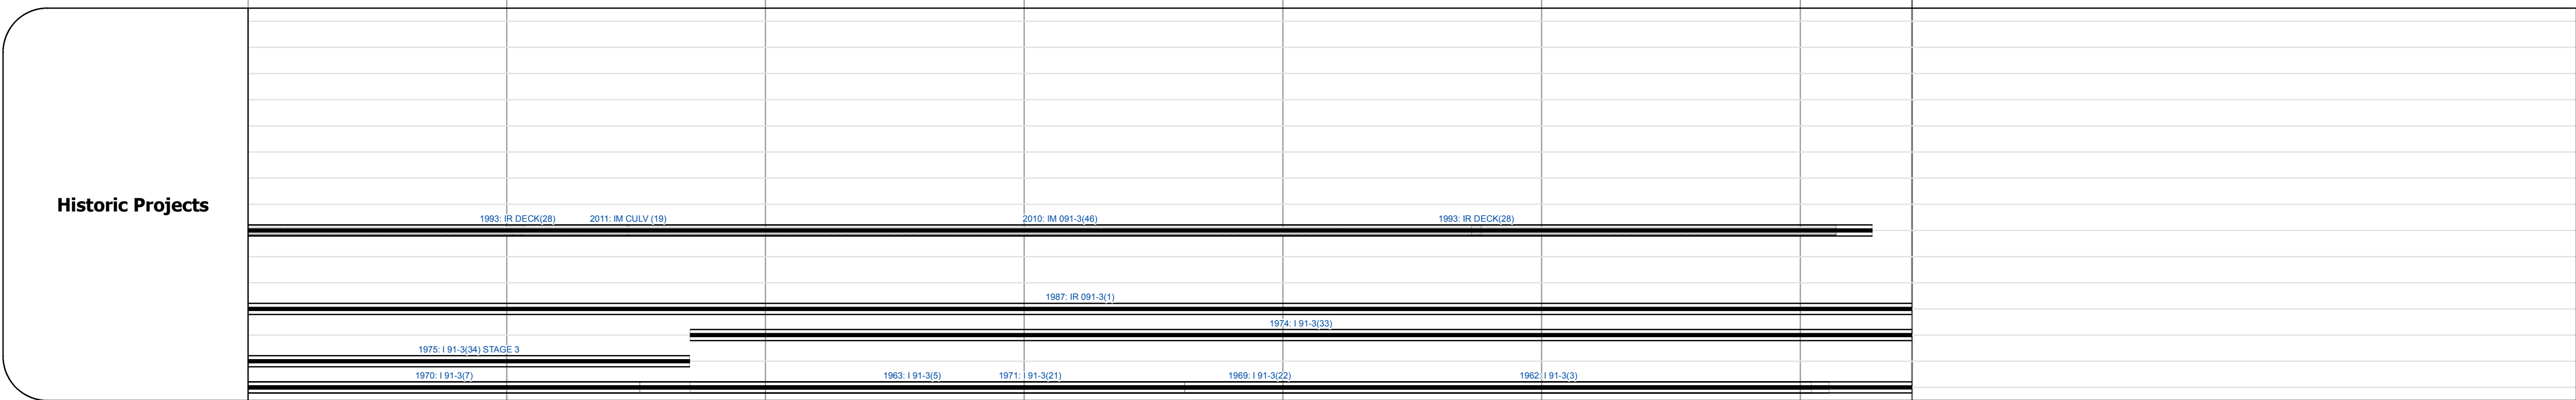 Historic Projects
1993: IR DECK(28) 2011: IM CULV (19) 2010: IM 091-3(46) 1993: IR DECK(28)
1987: IR 091-3(1)
1974: I 91-3(33)
1975: I 91-3(34) STAGE 3
1970: I 91-3(7) 1963: I 91-3(5) 1971: I 91-3(21) 1969: I 91-3(22) 1962: I 91-3(3)